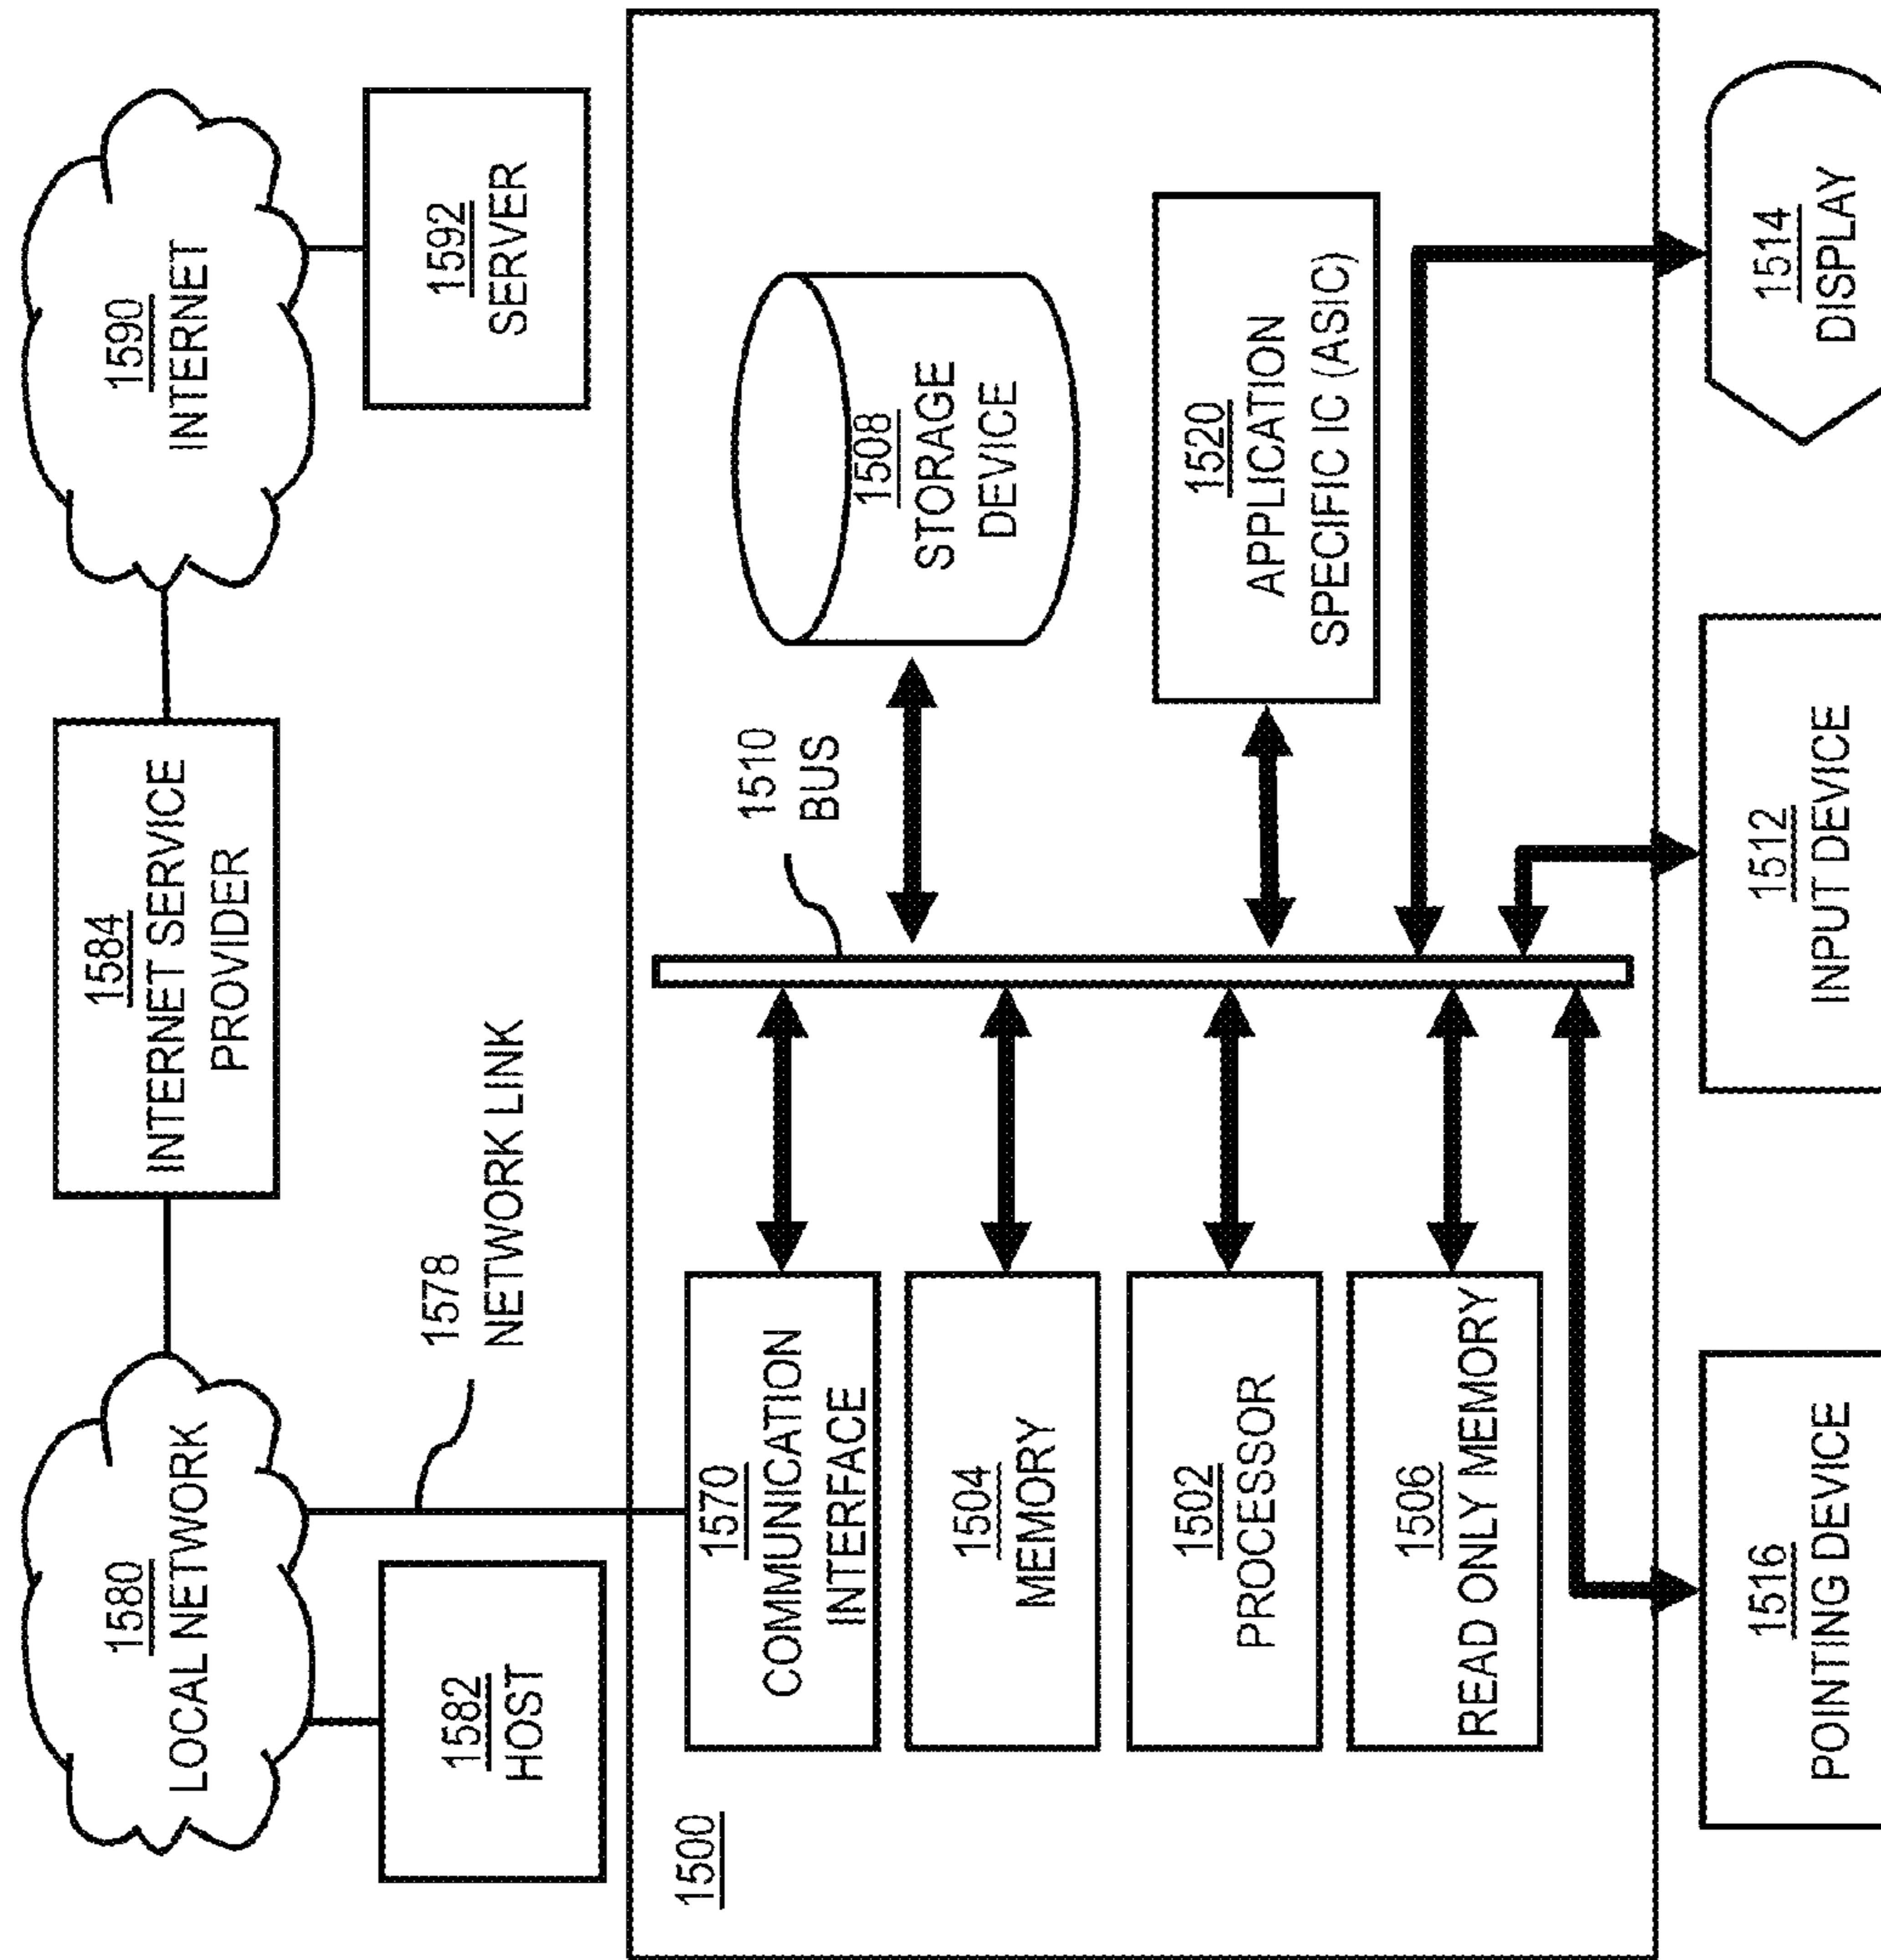 1580
LOCAL NETWORK
1584
INTERNET SERVICE
PROVIDER
1590
INTERNET
1582
HOST
1578
NETWORK LINK
1592
SERVER
1500
1570
COMMUNICATION
INTERFACE
1504
MEMORY
1502
PROCESSOR
1506
READ ONLY MEMORY
1510
BUS
1508
STORAGE
DEVICE
1520
APPLICATION
SPECIFIC IC (ASIC)
1516
POINTING DEVICE
1512
INPUT DEVICE
1514
DISPLAY